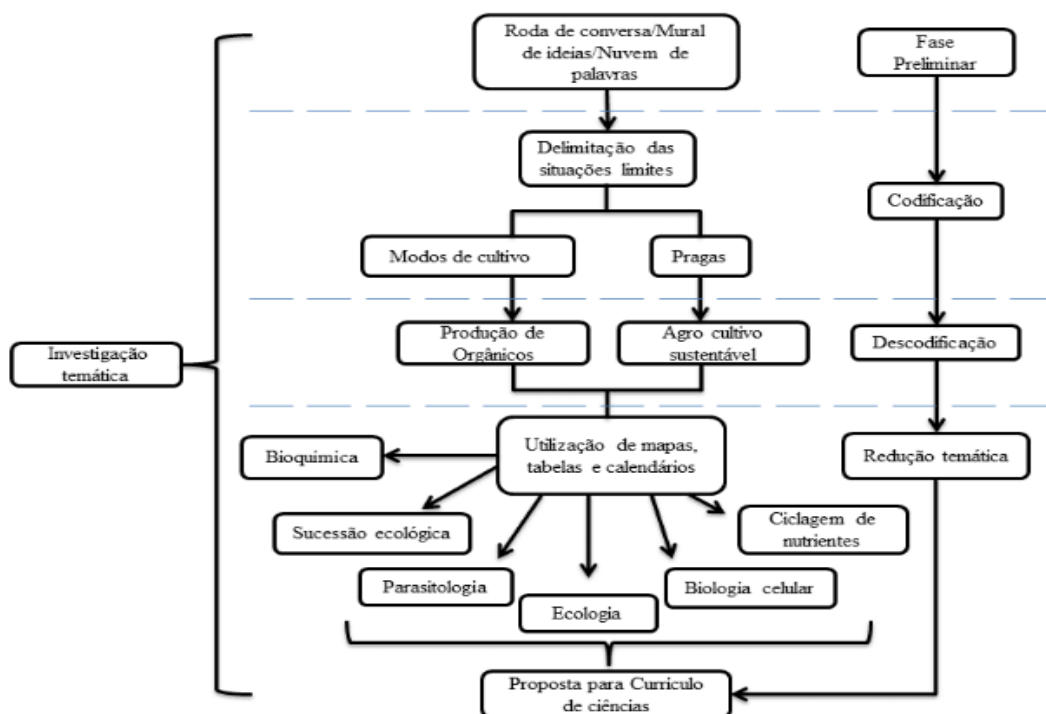 Roda de conversa/Mural
de ideias/Nuvem de
palavras
Fase
Preliminar
Delimitação das
situações limites
Codificação
Modos de cultivo
Pragas
Produção de
Orgânicos
Agro cultivo
sustentável
Descodificação
Investigação
temática
Utilização de mapas,
tabelas e calendários
Redução temática
Bioquímica
Sucessão ecológica
Ciclagem de
nutrientes
Parasitologia
Biologia celular
Ecologia
Proposta para Currículo
de ciências